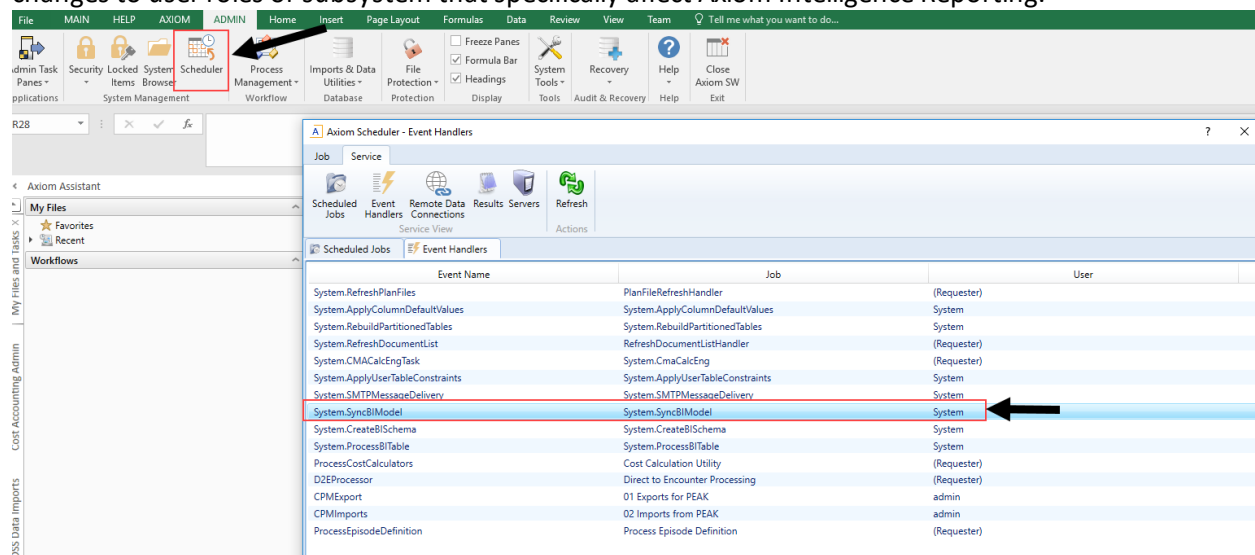 changes to user roles or subsystem that specifically affect Axiom Intelligence Reporting.
File MAIN HELP AXIOM ADMIN Home Insert Page Layout Formulas Data Review View Team Tell me what you want to do...
Admin Task Panes Security Locked Items System Browser Scheduler Process Management Imports & Data Utilities File Protection Freeze Panes Formula Bar Headings System Tools Recovery Help Close Axiom SW
pplications System Management Workflow Database Protection Display Tools Audit & Recovery Help Exit
R28 fx
A Axiom Scheduler - Event Handlers ? X
Job Service
Scheduled Jobs Event Handlers Remote Data Connections Results Servers Refresh
Service View Actions
Axiom Assistant
My Files
Favorites
Recent
Workflows
My Files and Tasks
Cost Accounting Admin
DSS Data Imports
Scheduled Jobs Event Handlers
Event Name Job User
System.RefreshPlanFiles PlanFileRefreshHandler (Requester)
System.ApplyColumnDefaultValues System.ApplyColumnDefaultValues System
System.RebuildPartitionedTables System.RebuildPartitionedTables System
System.RefreshDocumentList RefreshDocumentListHandler (Requester)
System.CMACalcEngTask System.CmaCalcEng (Requester)
System.ApplyUserTableConstraints System.ApplyUserTableConstraints System
System.SMTPMessageDelivery System.SMTPMessageDelivery System
System.SyncBIModel System.SyncBIModel System
System.CreateBISchema System.CreateBISchema System
System.ProcessBITable System.ProcessBITable System
ProcessCostCalculators Cost Calculation Utility (Requester)
D2EProcessor Direct to Encounter Processing (Requester)
CPMExport 01 Exports for PEAK admin
CPMImports 02 Imports from PEAK admin
ProcessEpisodeDefinition Process Episode Definition (Requester)